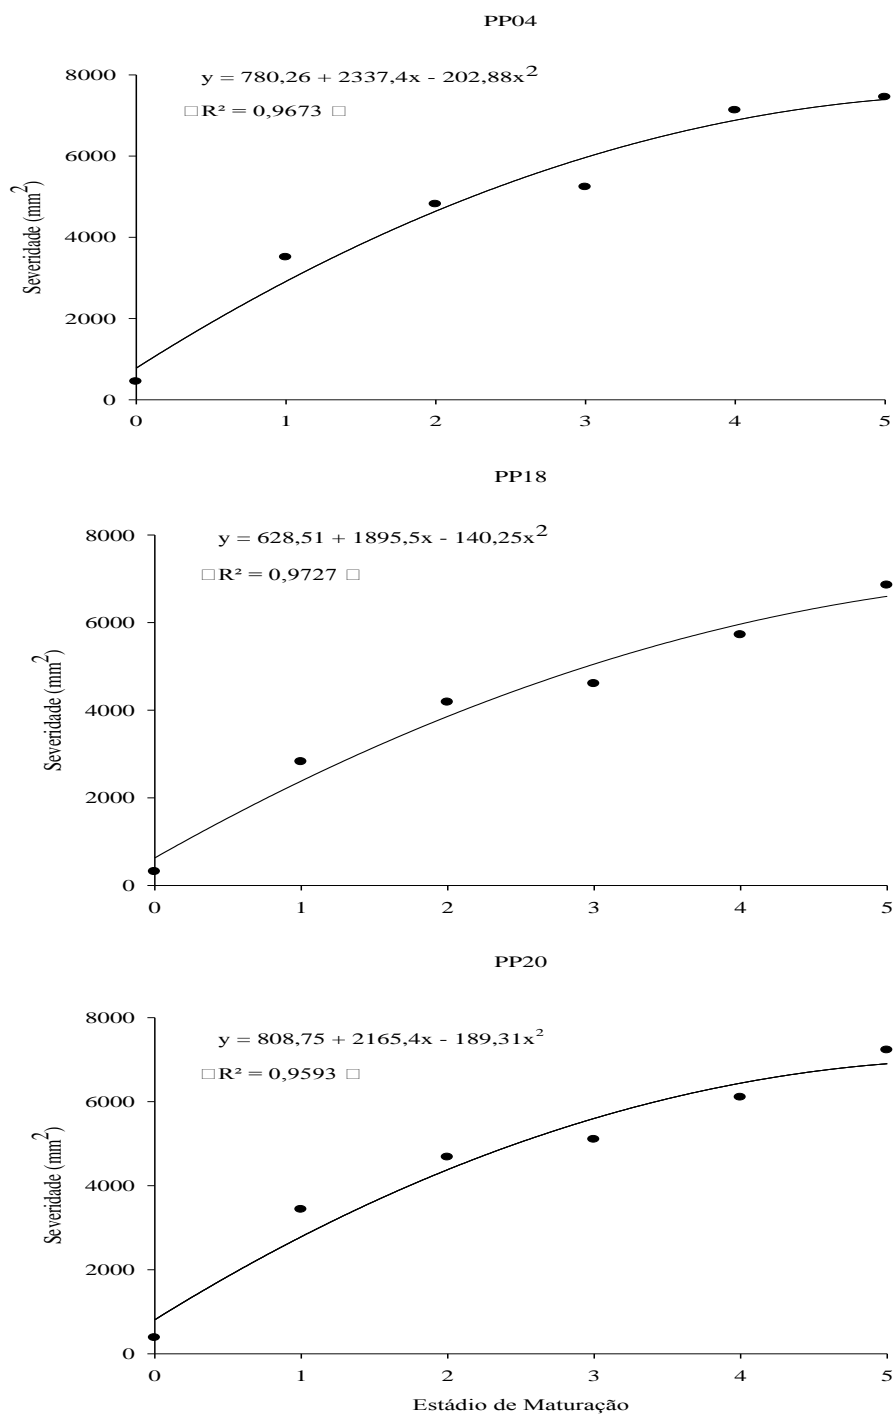 PP04
y = 780,26 + 2337,4x - 202,88x²
□ R² = 0,9673 □
8000
6000
4000
2000
0
Severidade (mm²)
0 1 2 3 4 5
PP18
y = 628,51 + 1895,5x - 140,25x²
□ R² = 0,9727 □
8000
6000
4000
2000
0
Severidade (mm²)
0 1 2 3 4 5
PP20
y = 808,75 + 2165,4x - 189,31x²
□ R² = 0,9593 □
8000
6000
4000
2000
0
Severidade (mm²)
0 1 2 3 4 5
Estádio de Maturação